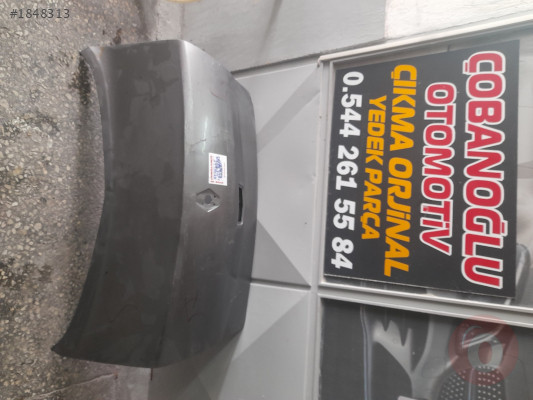 #1848313
ÇOBANOĞLU
OTOMOTİV
ÇIKMA ORJİNAL
YEDEK PARÇA
0.544 261 55 84